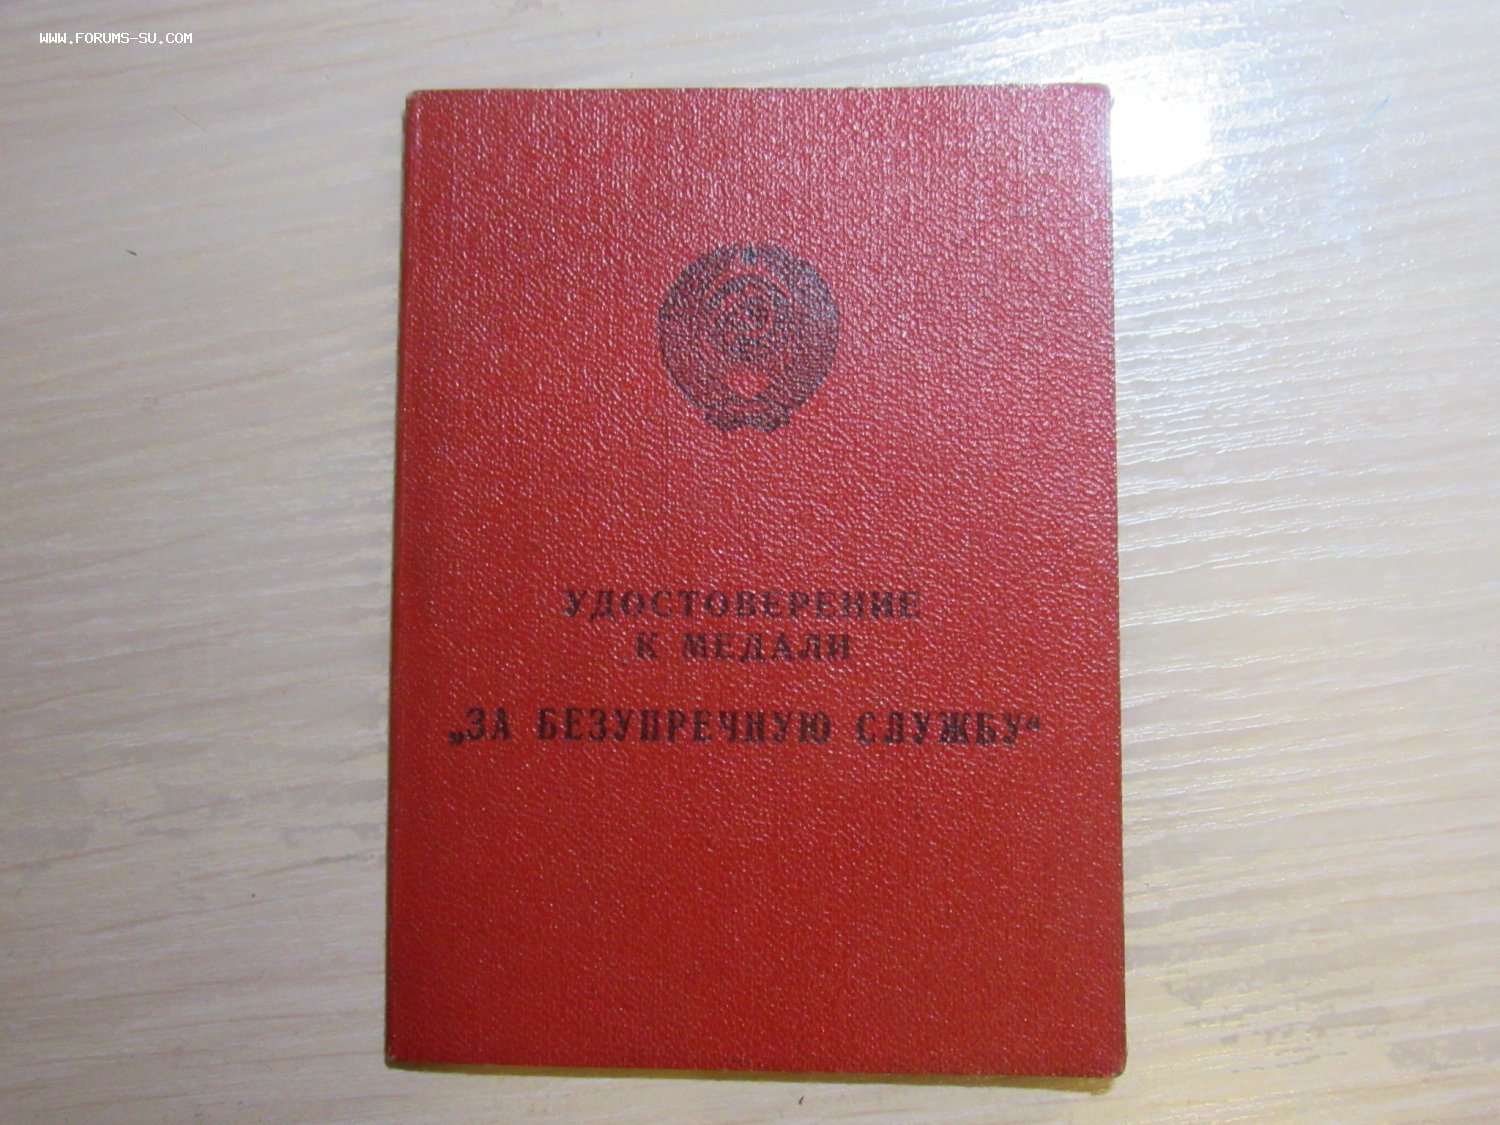 WWW.FORUMS-SU.COM
УДОСТОВЕРЕНИЕ
К МЕДАЛИ
„ЗА БЕЗУПРЕЧНУЮ СЛУЖБУ“